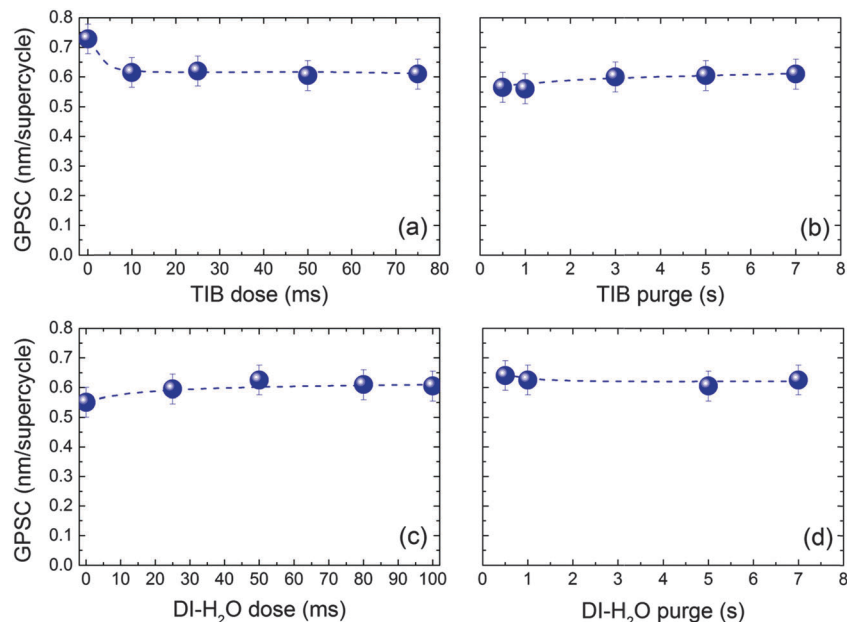 0.8
0.7
0.6
0.5
0.4
0.3
0.2
0.1
0.0
GPSC (nm/supercycle)
(a)
0 10 20 30 40 50 60 70 80
TIB dose (ms)
(b)
0 1 2 3 4 5 6 7 8
TIB purge (s)
0.8
0.7
0.6
0.5
0.4
0.3
0.2
0.1
0.0
GPSC (nm/supercycle)
(c)
0 10 20 30 40 50 60 70 80 90 100
DI-H₂O dose (ms)
(d)
0 1 2 3 4 5 6 7 8
DI-H₂O purge (s)